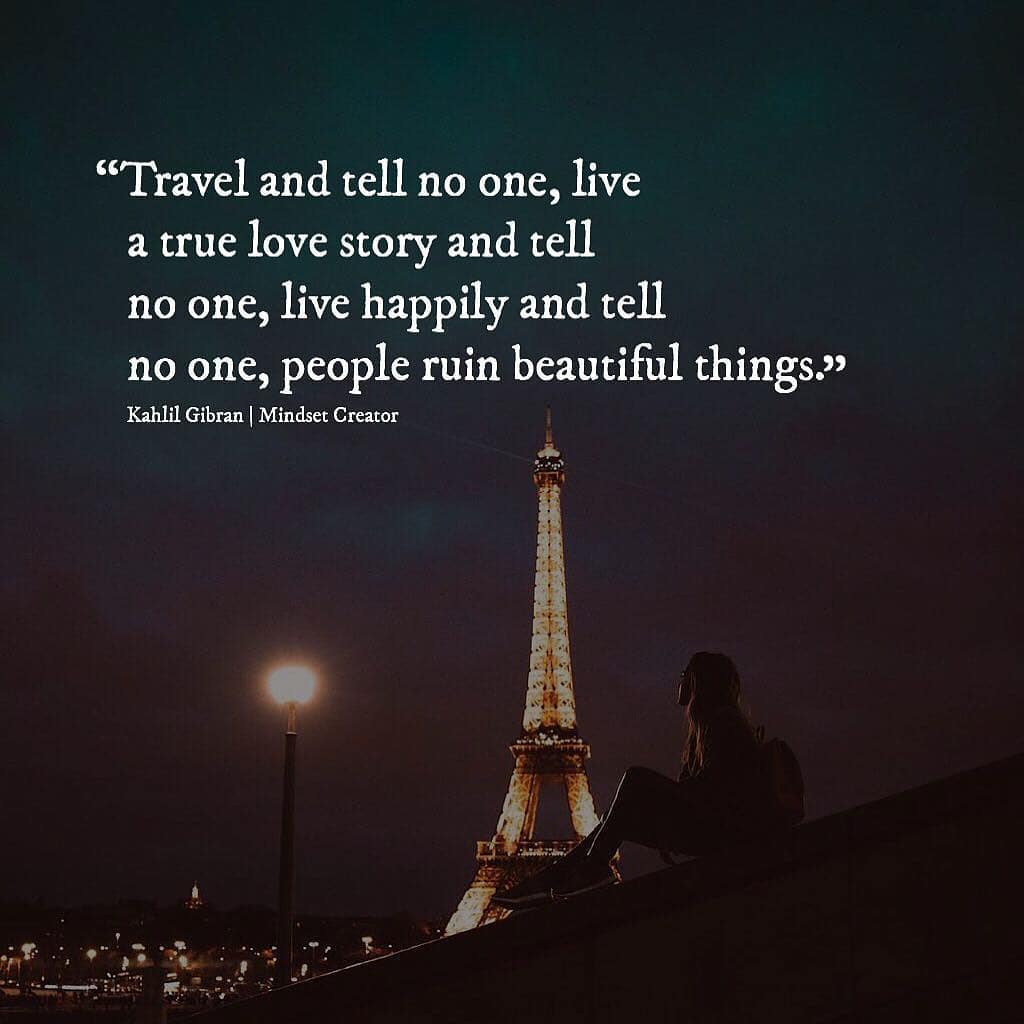 “Travel and tell no one, live
a true love story and tell
no one, live happily and tell
no one, people ruin beautiful things.”
Kahlil Gibran | Mindset Creator